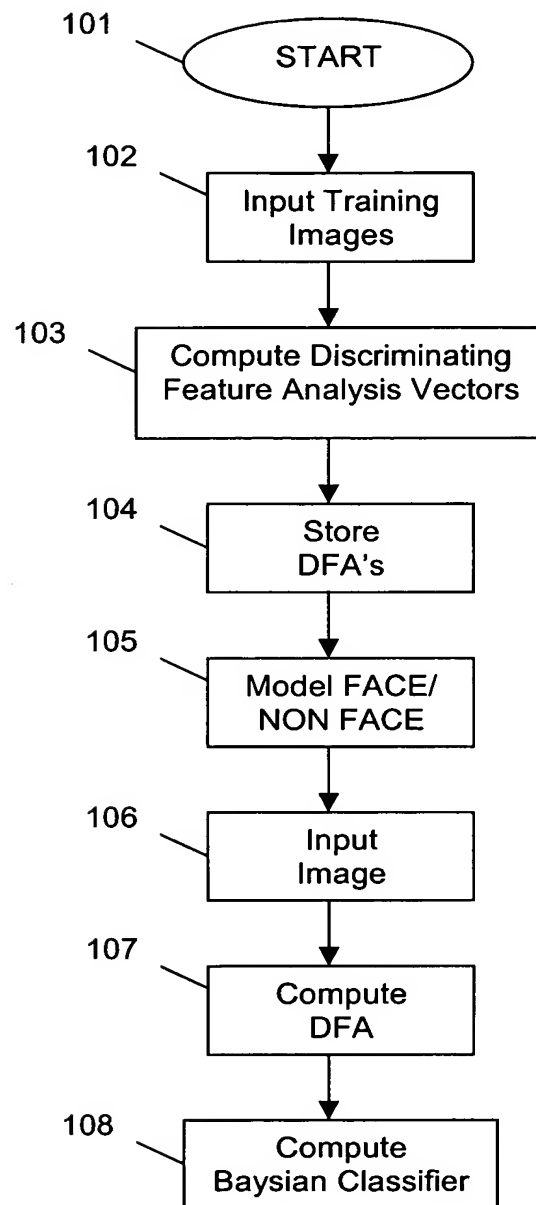 101
START
102
Input Training
Images
103
Compute Discriminating
Feature Analysis Vectors
104
Store
DFA's
105
Model FACE/
NON FACE
106
Input
Image
107
Compute
DFA
108
Compute
Baysian Classifier